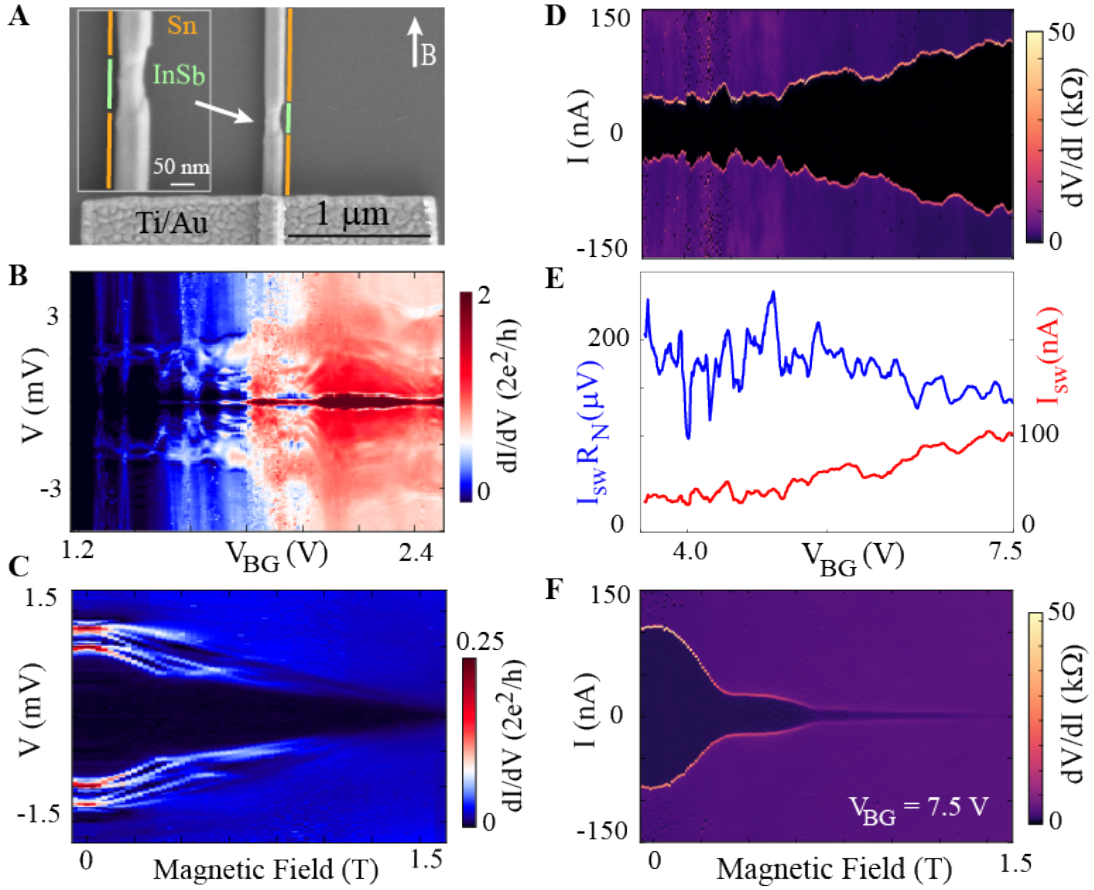 A
Sn
InSb
B
50 nm
Ti/Au
1 μm
B
3
-3
V (mV)
1.2
V_BG (V)
2.4
2
0
dI/dV (2e²/h)
C
1.5
-1.5
V (mV)
0
Magnetic Field (T)
1.5
0.25
0
dI/dV (2e²/h)
D
150
0
-150
I (nA)
50
0
dV/dI (kΩ)
E
200
0
I_sw R_N (μV)
I_sw (nA)
100
0
4.0
V_BG (V)
7.5
F
150
0
-150
I (nA)
V_BG = 7.5 V
0
Magnetic Field (T)
1.5
50
0
dV/dI (kΩ)